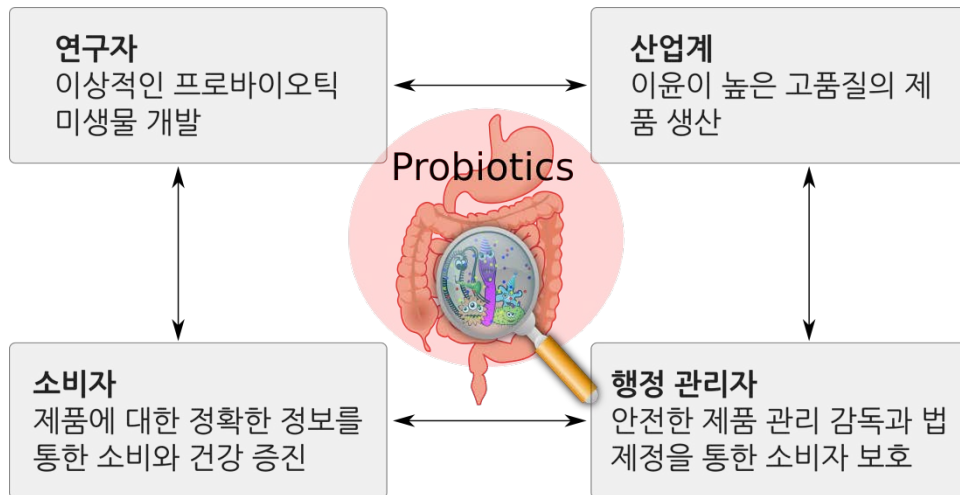 연구자
이상적인 프로바이오틱
미생물 개발
산업계
이윤이 높은 고품질의 제
품 생산
Probiotics
소비자
제품에 대한 정확한 정보를
통한 소비와 건강 증진
행정 관리자
안전한 제품 관리 감독과 법
제정을 통한 소비자 보호